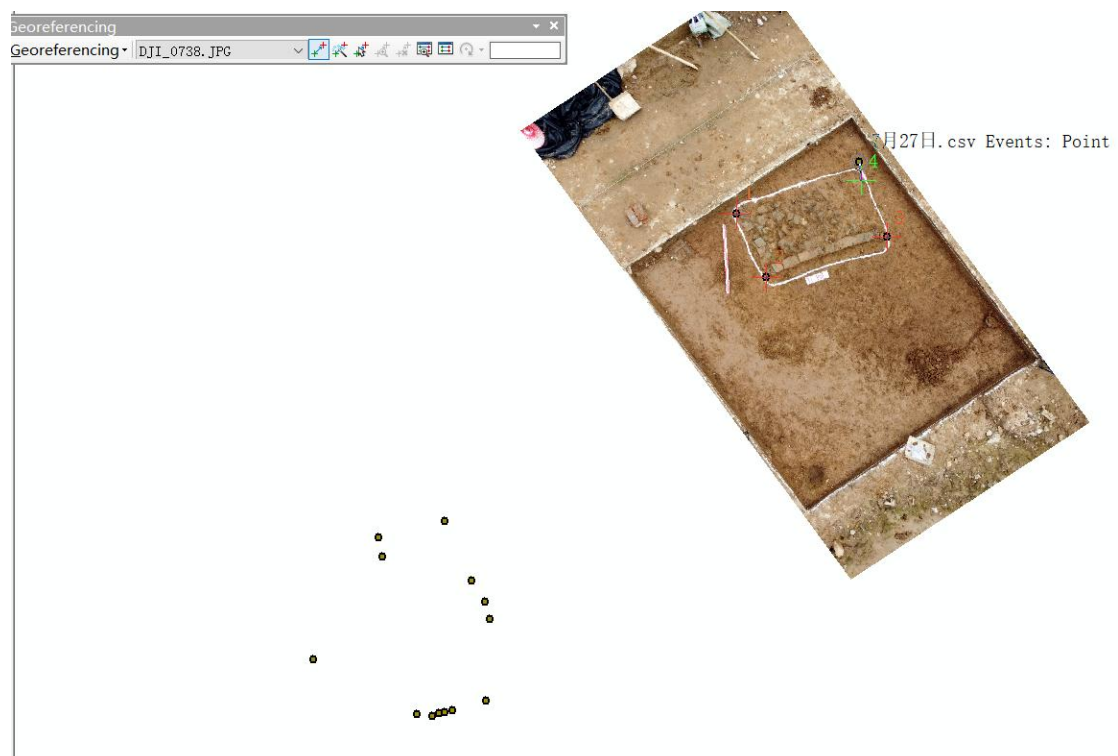 Georeferencing
Georeferencing
DJI_0738.JPG
7月27日.csv Events: Point
4